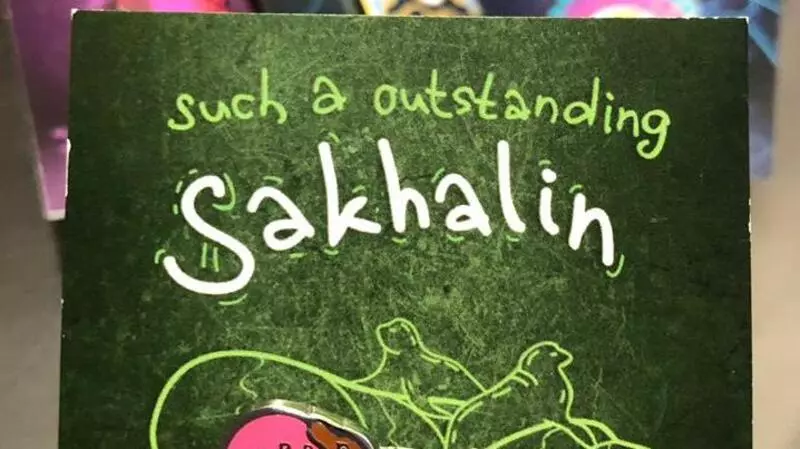 such a outstanding
Sakhalin